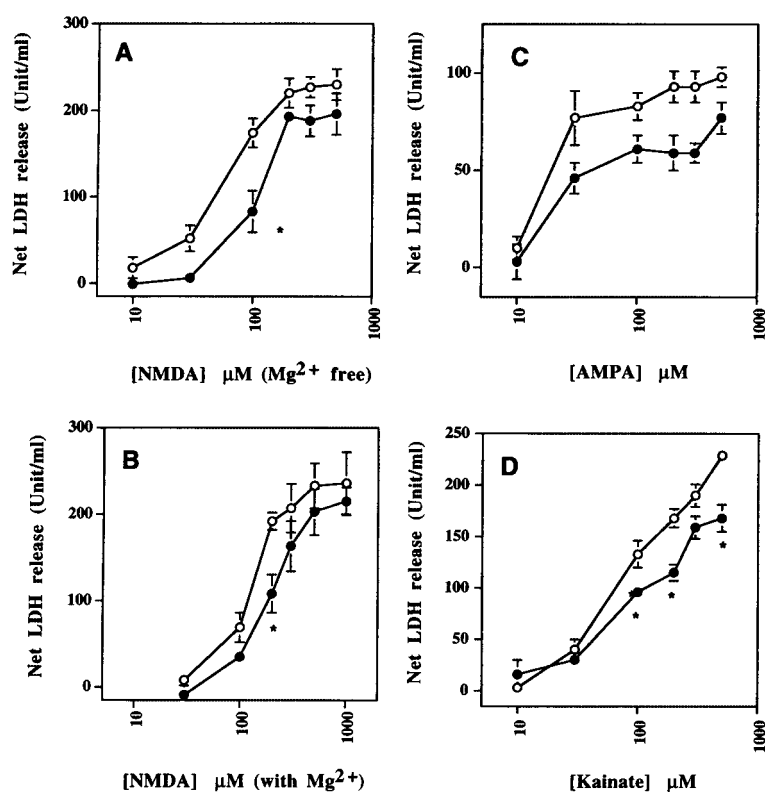 A
Net LDH release (Unit/ml)
300
200
100
0
10
100
1000
[NMDA] μM (Mg2+ free)
C
Net LDH release (Unit/ml)
100
50
0
10
100
1000
[AMPA] μM
B
Net LDH release (Unit/ml)
300
200
100
0
*
10
100
1000
[NMDA] μM (with Mg2+)
D
Net LDH release (Unit/ml)
250
200
150
100
50
0
10
100
1000
[Kainate] μM